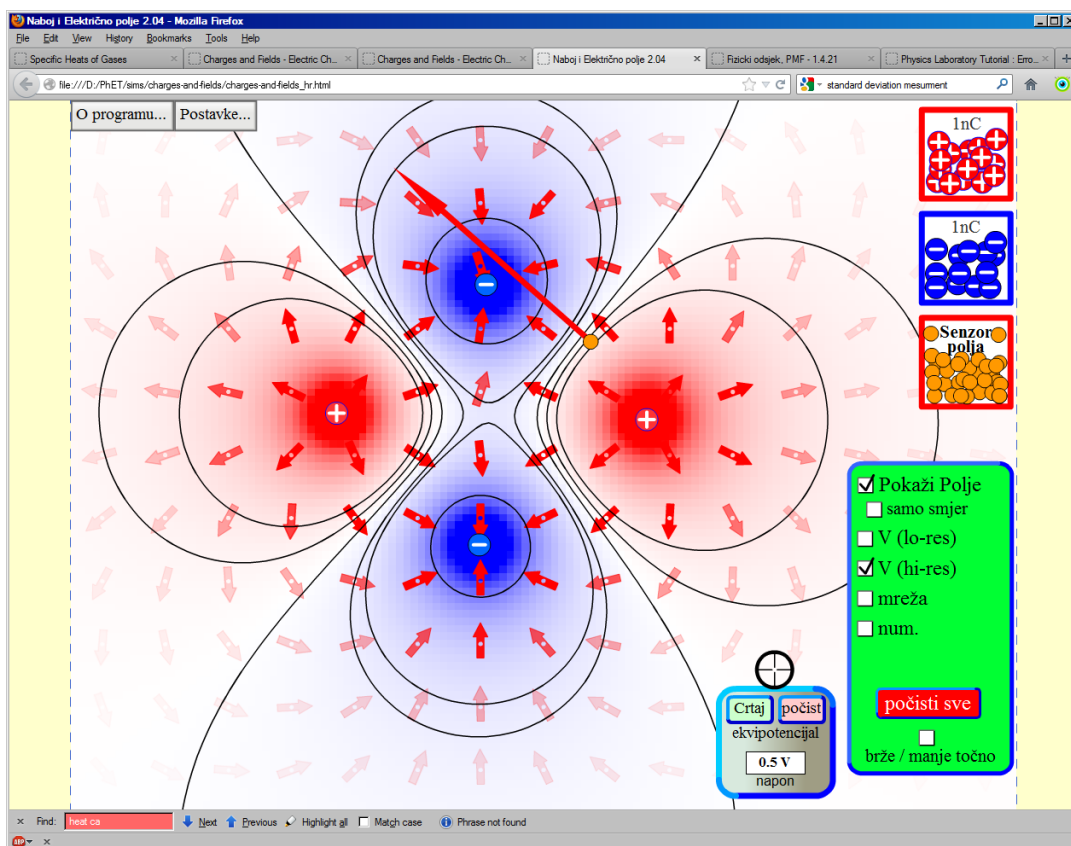 Naboj i Električno polje 2.04 - Mozilla Firefox
File Edit View History Bookmarks Tools Help
Specific Heats of Gases × Charges and Fields - Electric Ch... × Charges and Fields - Electric Ch... × Naboj i Električno polje 2.04 × Fizicki odsjek, PMF - 1.4.21 × Physics Laboratory Tutorial : Erro... × +
file:///D:/PhET/sims/charges-and-fields/charges-and-fields_hr.html standard deviation mesurment
O programu... Postavke...
1nC
1nC
Senzor
polja
Pokaži Polje
samo smjer
V (lo-res)
V (hi-res)
mreža
num.
počisti sve
brže / manje točno
Crtaj počist
ekvipotencijal
0.5 V
napon
× Find: heat ca Next Previous Highlight all Match case Phrase not found
ABP ×